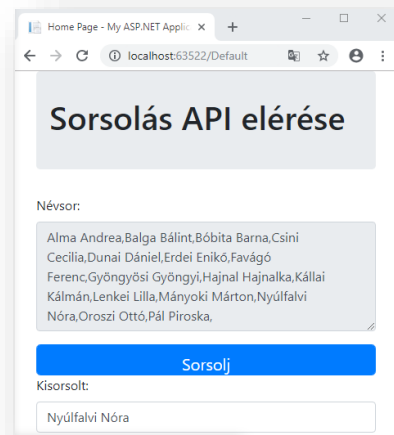 Home Page - My ASP.NET Applic
localhost:63522/Default
Sorsolás API elérése
Névsor:
Alma Andrea,Balga Bálint,Bóbita Barna,Csini
Cecilia,Dunai Dániel,Erdei Enikő,Favágó
Ferenc,Gyöngyösi Gyöngyi,Hajnal Hajnalka,Kállai
Kálmán,Lenkei Lilla,Mányoki Márton,Nyúlfalvi
Nóra,Oroszi Ottó,Pál Piroska,
Sorsolj
Kisorsolt:
Nyúlfalvi Nóra